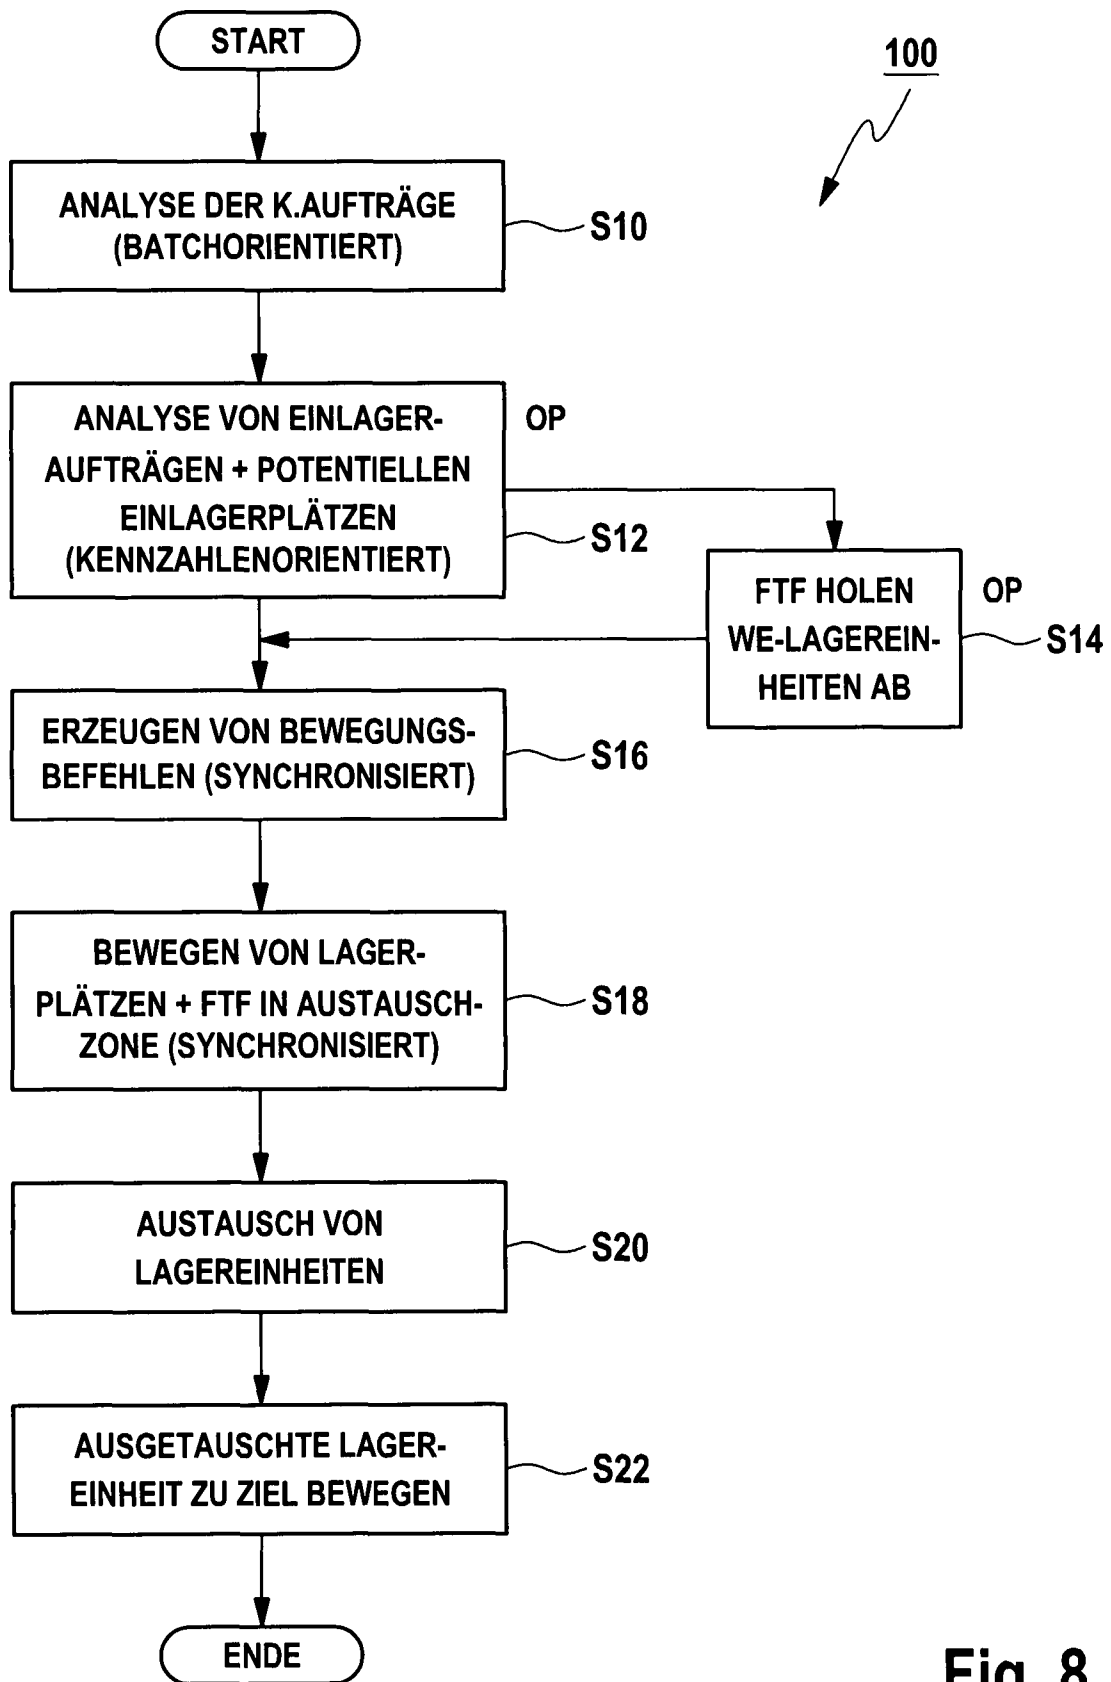 START
100
ANALYSE DER K.AUFTRÄGE
(BATCHORIENTIERT)
S10
ANALYSE VON EINLAGER-
AUFTRÄGEN + POTENTIELLEN
EINLAGERPLÄTZEN
(KENNZAHLENORIENTIERT)
OP
S12
FTF HOLEN
WE-LAGEREIN-
HEITEN AB
OP
S14
ERZEUGEN VON BEWEGUNGS-
BEFEHLEN (SYNCHRONISIERT)
S16
BEWEGEN VON LAGER-
PLÄTZEN + FTF IN AUSTAUSCH-
ZONE (SYNCHRONISIERT)
S18
AUSTAUSCH VON
LAGEREINHEITEN
S20
AUSGETAUSCHTE LAGER-
EINHEIT ZU ZIEL BEWEGEN
S22
ENDE
Fig. 8